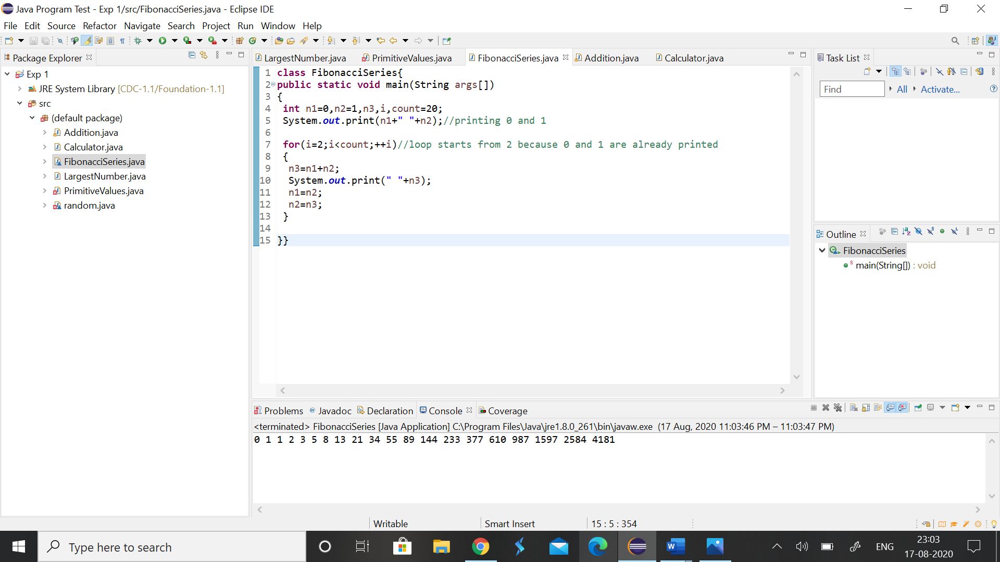 Java Program Test - Exp 1/src/FibonacciSeries.java - Eclipse IDE
File Edit Source Refactor Navigate Search Project Run Window Help
Package Explorer
Exp 1
JRE System Library [CDC-1.1/Foundation-1.1]
src
(default package)
Addition.java
Calculator.java
FibonacciSeries.java
LargestNumber.java
PrimitiveValues.java
random.java
LargestNumber.java PrimitiveValues.java FibonacciSeries.java Addition.java Calculator.java
1 class FibonacciSeries{
2 public static void main(String args[])
3 {
4 int n1=0,n2=1,n3,i,count=20;
5 System.out.print(n1+" "+n2);//printing 0 and 1
6
7 for(i=2;i<count;++i)//loop starts from 2 because 0 and 1 are already printed
8 {
9 n3=n1+n2;
10 System.out.print(" "+n3);
11 n1=n2;
12 n2=n3;
13 }
14
15 }}
Task List
Find All Activate...
Outline
FibonacciSeries
main(String[]) : void
Problems @ Javadoc Declaration Console Coverage
<terminated> FibonacciSeries [Java Application] C:\Program Files\Java\jre1.8.0_261\bin\javaw.exe (17 Aug, 2020 11:03:46 PM – 11:03:47 PM)
0 1 1 2 3 5 8 13 21 34 55 89 144 233 377 610 987 1597 2584 4181
Writable Smart Insert 15 : 5 : 354
Type here to search
ENG
23:03
17-08-2020